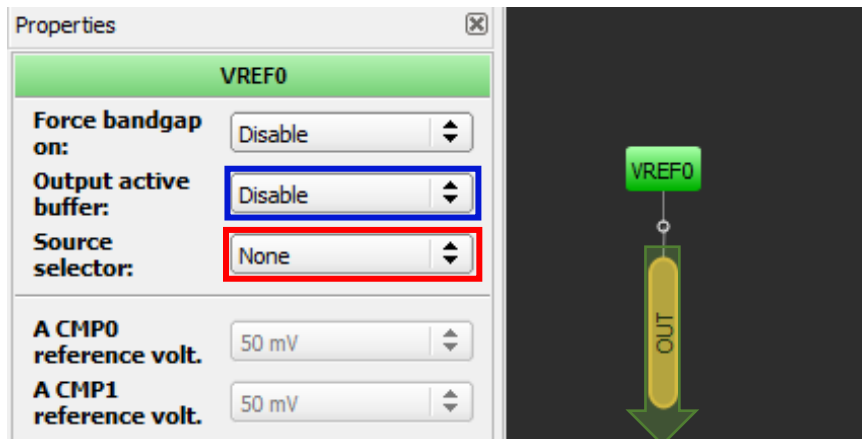 Properties
VREF0
Force bandgap
on:
Disable
Output active
buffer:
Disable
Source
selector:
None
A CMP0
reference volt.
50 mV
A CMP1
reference volt.
50 mV
VREF0
OUT